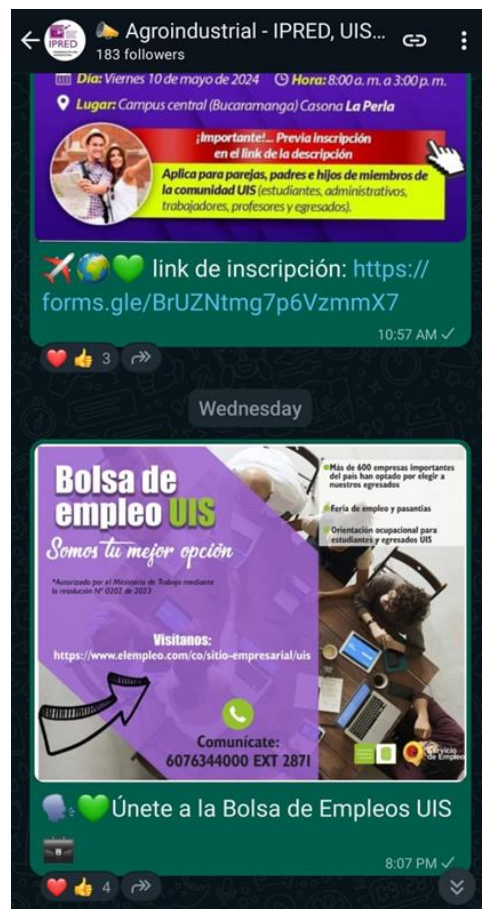 Agroindustrial - IPRED, UIS...
183 followers
IPRED
Día: Viernes 10 de mayo de 2024 Hora: 8:00 a. m. a 3:00 p. m.
Lugar: Campus central (Bucaramanga) Casona La Perla
¡Importante!... Previa inscripción
en el link de la descripción
Aplica para parejas, padres e hijos de miembros de
la comunidad UIS (estudiantes, administrativos,
trabajadores, profesores y egresados).
link de inscripción: https://
forms.gle/BrUZNtmg7p6VzmmX7
10:57 AM
3
Wednesday
Bolsa de
empleo UIS
Somos tu mejor opción
*Autorizado por el Ministerio de Trabajo mediante
la resolución N° 0202 de 2023
Más de 600 empresas importantes
del país han optado por elegir a
nuestros egresados
Feria de empleo y pasantías
Orientación ocupacional para
estudiantes y egresados UIS
Visítanos:
https://www.elempleo.com/co/sitio-empresarial/uis
Comunícate:
6076344000 EXT 2871
Servicio
de Empleo
Únete a la Bolsa de Empleos UIS
8:07 PM
4